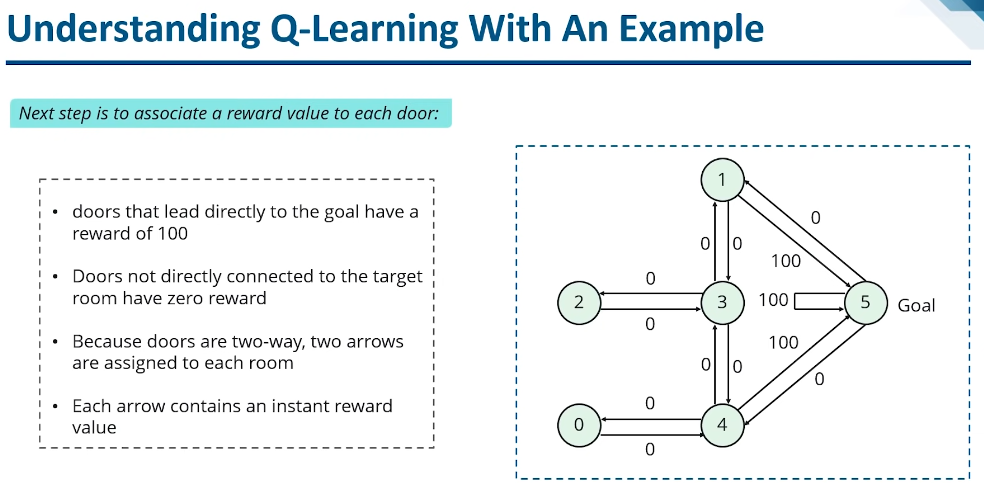 Understanding Q-Learning With An Example
Next step is to associate a reward value to each door:
• doors that lead directly to the goal have a
reward of 100
• Doors not directly connected to the target
room have zero reward
• Because doors are two-way, two arrows
are assigned to each room
• Each arrow contains an instant reward
value
1
0
0 0
100
0
2 3 100 5 Goal
0
100
0 0
0
0
0 4
0